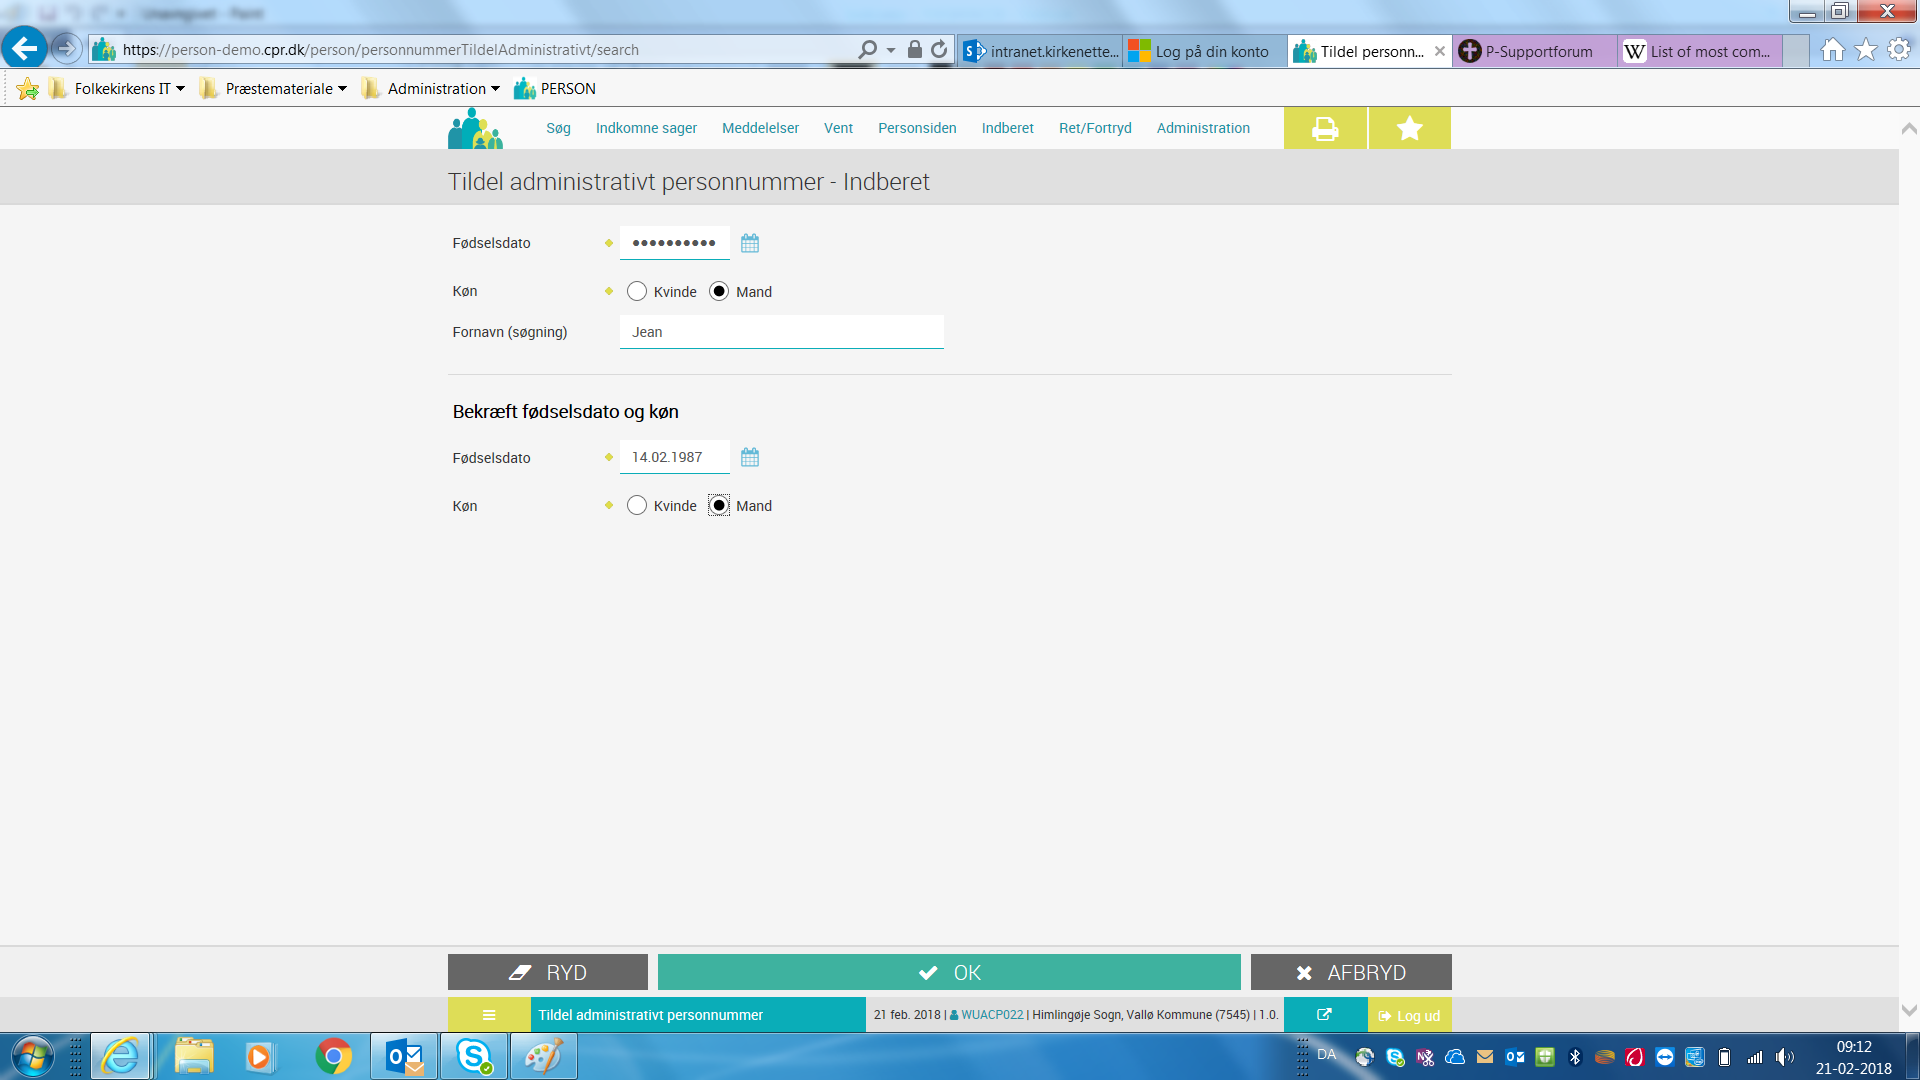 https://person-demo.cpr.dk/person/personnummerTildelAdministrativt/search
intranet.kirkenette...
Log på din konto
Tildel personn...
P-Supportforum
List of most com...
Folkekirkens IT
Præstemateriale
Administration
PERSON
Søg
Indkomne sager
Meddelelser
Vent
Personsiden
Indberet
Ret/Fortryd
Administration
Tildel administrativt personnummer - Indberet
Fødselsdato
••••••••••
Køn
Kvinde
Mand
Fornavn (søgning)
Jean
Bekræft fødselsdato og køn
Fødselsdato
14.02.1987
Køn
Kvinde
Mand
RYD
OK
AFBRYD
Tildel administrativt personnummer
21 feb. 2018 | WUACP022 | Himlingøje Sogn, Vallø Kommune (7545) | 1.0.
Log ud
DA
09:12
21-02-2018